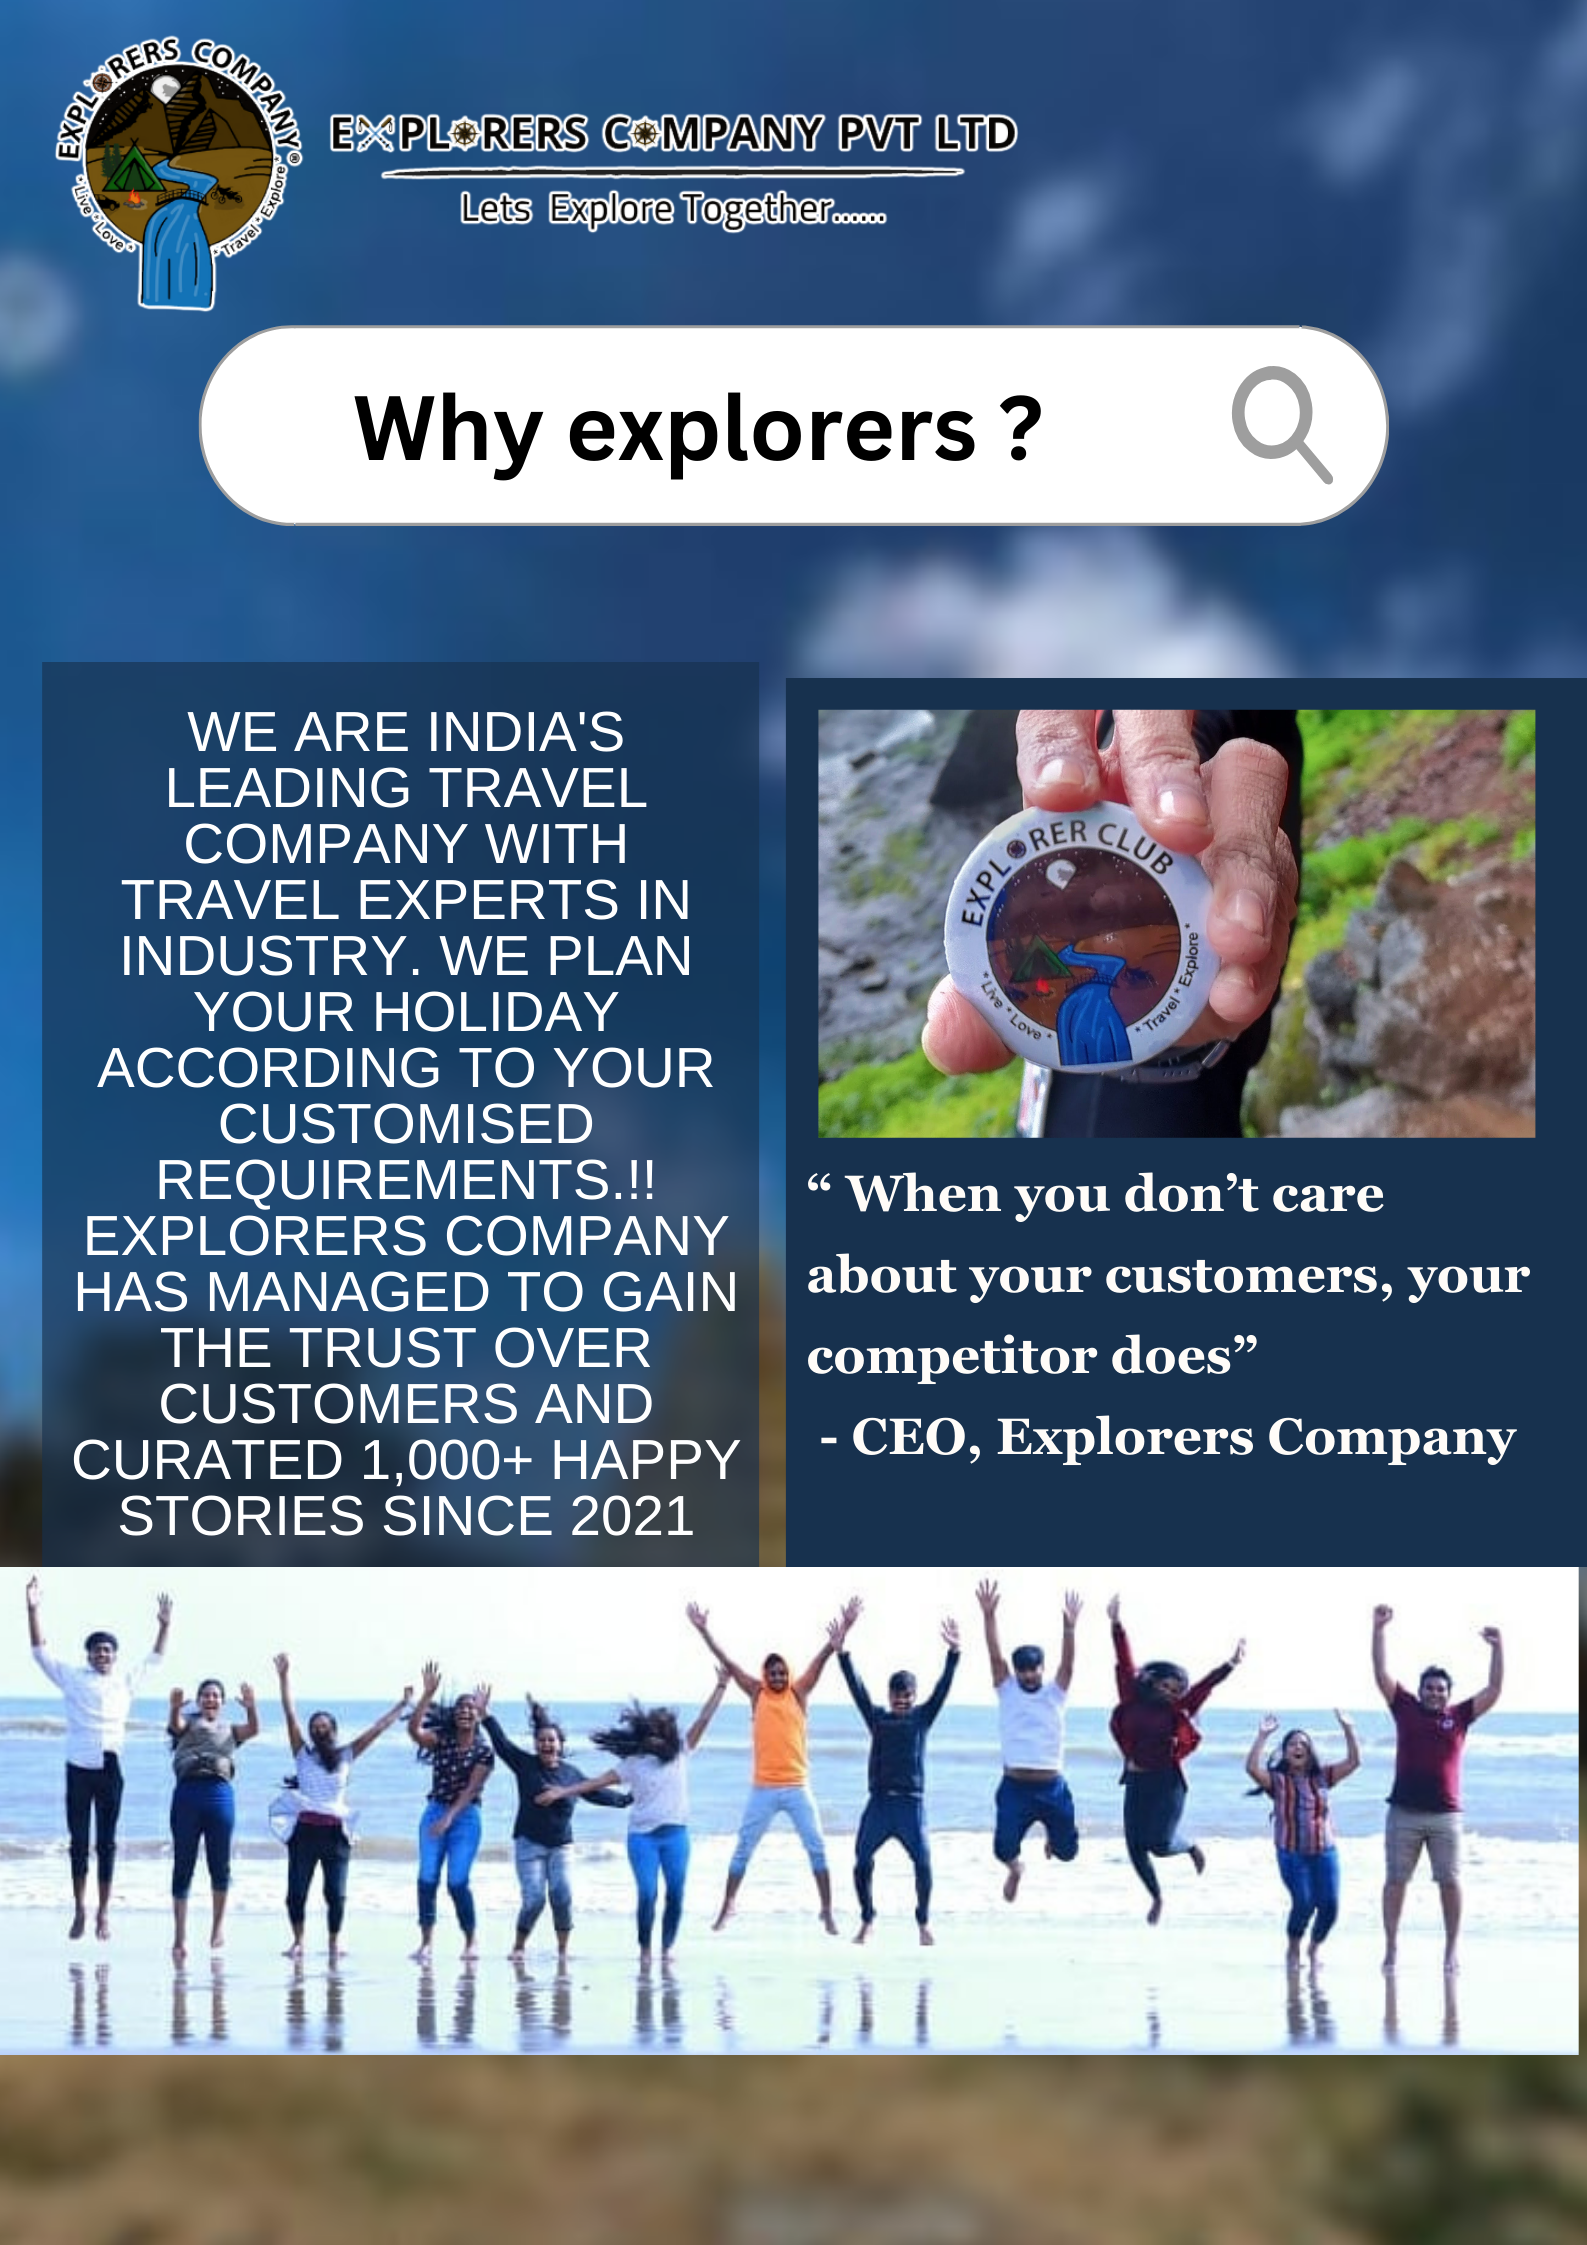 EXPLORERS COMPANY
®
*Live * Love *
* Travel * Explore *
EXPLORERS COMPANY PVT LTD
Lets Explore Together......
Why explorers ?
WE ARE INDIA'S
LEADING TRAVEL
COMPANY WITH
TRAVEL EXPERTS IN
INDUSTRY. WE PLAN
YOUR HOLIDAY
ACCORDING TO YOUR
CUSTOMISED
REQUIREMENTS.!!
EXPLORERS COMPANY
HAS MANAGED TO GAIN
THE TRUST OVER
CUSTOMERS AND
CURATED 1,000+ HAPPY
STORIES SINCE 2021
EXPLORER CLUB
* Live * Love *
* Travel * Explore *
“ When you don’t care
about your customers, your
competitor does”
- CEO, Explorers Company